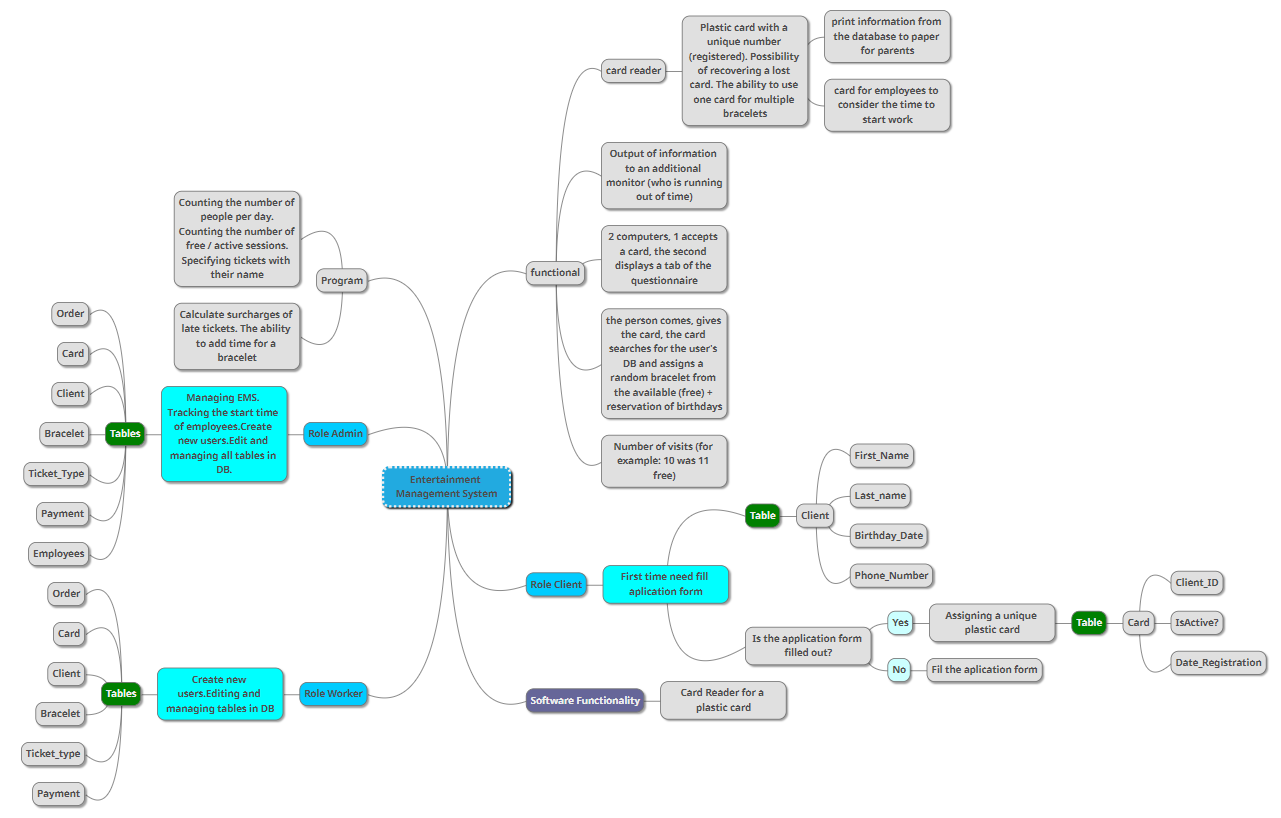 Entertainment
Management System
functional
card reader
Plastic card with a
unique number
(registered). Possibility
of recovering a lost
card. The ability to use
one card for multiple
bracelets
print information from
the database to paper
for parents
card for employees to
consider the time to
start work
Output of information
to an additional
monitor (who is running
out of time)
2 computers, 1 accepts
a card, the second
displays a tab of the
questionnaire
the person comes, gives
the card, the card
searches for the user's
DB and assigns a
random bracelet from
the available (free) +
reservation of birthdays
Number of visits (for
example: 10 was 11
free)
Role Client
First time need fill
aplication form
Table
Client
First_Name
Last_name
Birthday_Date
Phone_Number
Is the application form
filled out?
Yes
Assigning a unique
plastic card
Table
Card
Client_ID
IsActive?
Date_Registration
No
Fil the aplication form
Software Functionality
Card Reader for a
plastic card
Program
Counting the number of
people per day.
Counting the number of
free / active sessions.
Specifying tickets with
their name
Calculate surcharges of
late tickets. The ability
to add time for a
bracelet
Role Admin
Managing EMS.
Tracking the start time
of employees.Create
new users.Edit and
managing all tables in
DB.
Tables
Order
Card
Client
Bracelet
Ticket_Type
Payment
Employees
Role Worker
Create new
users.Editing and
managing tables in DB
Tables
Order
Card
Client
Bracelet
Ticket_type
Payment